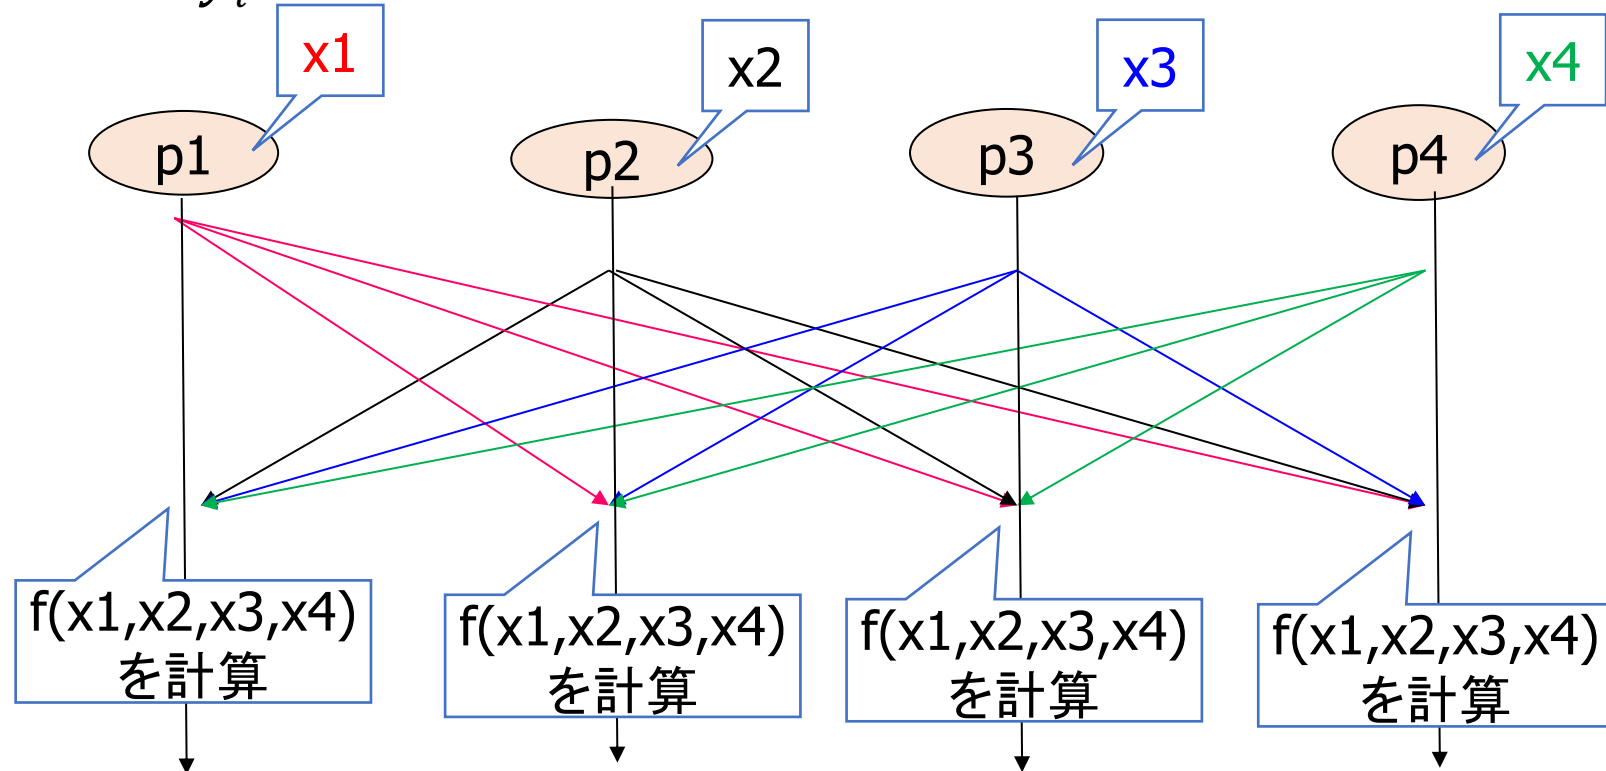 x1
x2
x3
x4
p1
p2
p3
p4
f(x1,x2,x3,x4)
を計算
f(x1,x2,x3,x4)
を計算
f(x1,x2,x3,x4)
を計算
f(x1,x2,x3,x4)
を計算